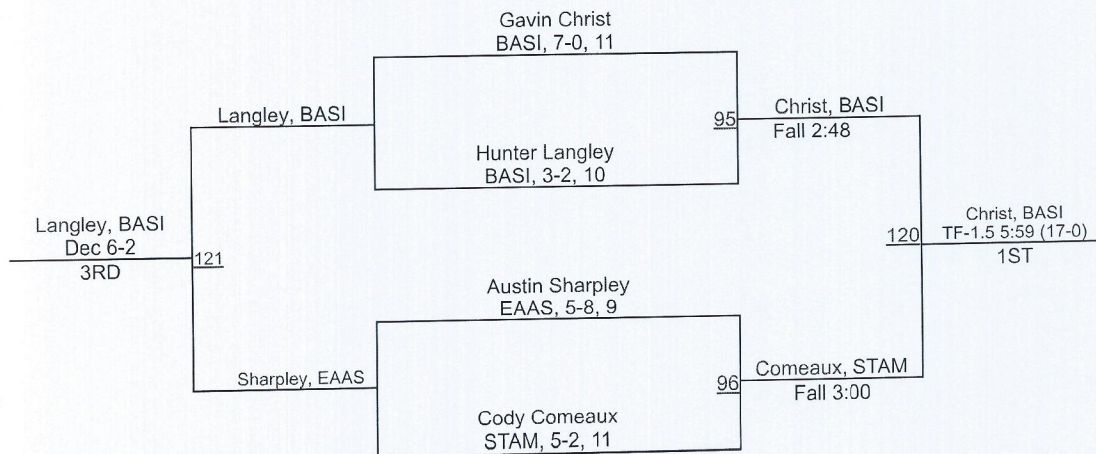 Gavin Christ
BASI, 7-0, 11
Langley, BASI
95
Christ, BASI
Fall 2:48
Hunter Langley
BASI, 3-2, 10
Langley, BASI
Dec 6-2
3RD
121
120
Christ, BASI
TF-1.5 5:59 (17-0)
1ST
Austin Sharpley
EAAS, 5-8, 9
Sharpley, EAAS
96
Comeaux, STAM
Fall 3:00
Cody Comeaux
STAM, 5-2, 11